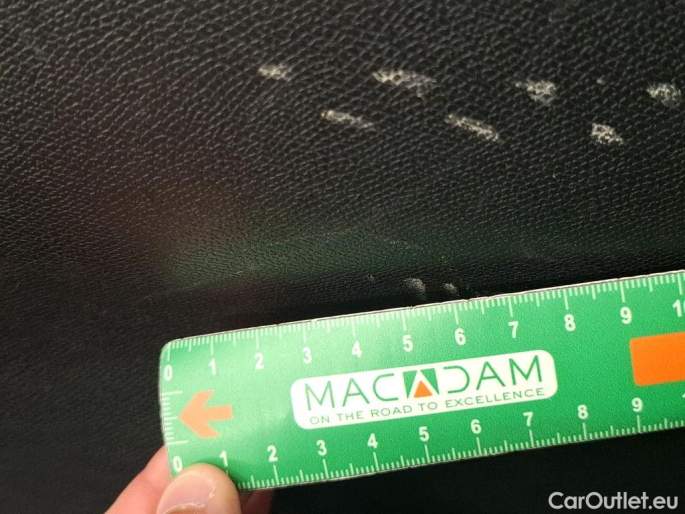 0 1 2 3 4 5 6 7 8 9 10
MACADAM
ON THE ROAD TO EXCELLENCE
0 1 2 3 4 5 6 7 8 9
CarOutlet.eu